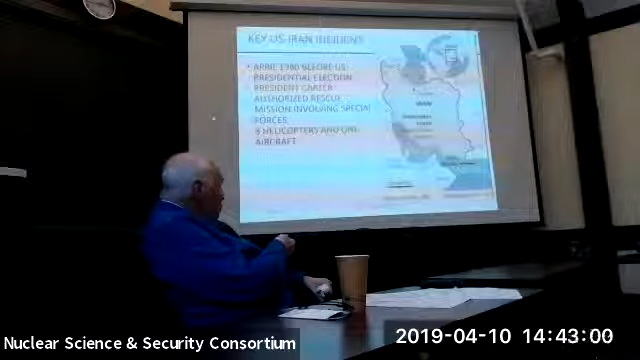 KEY US-IRAN INCIDENT
• APRIL 1980 BEFORE US
PRESIDENTIAL ELECTION
PRESIDENT CARTER
AUTHORIZED RESCUE
MISSION INVOLVING SPECIAL
FORCES
8 HELICOPTERS AND ONE
AIRCRAFT
Nuclear Science & Security Consortium
2019-04-10 14:43:00